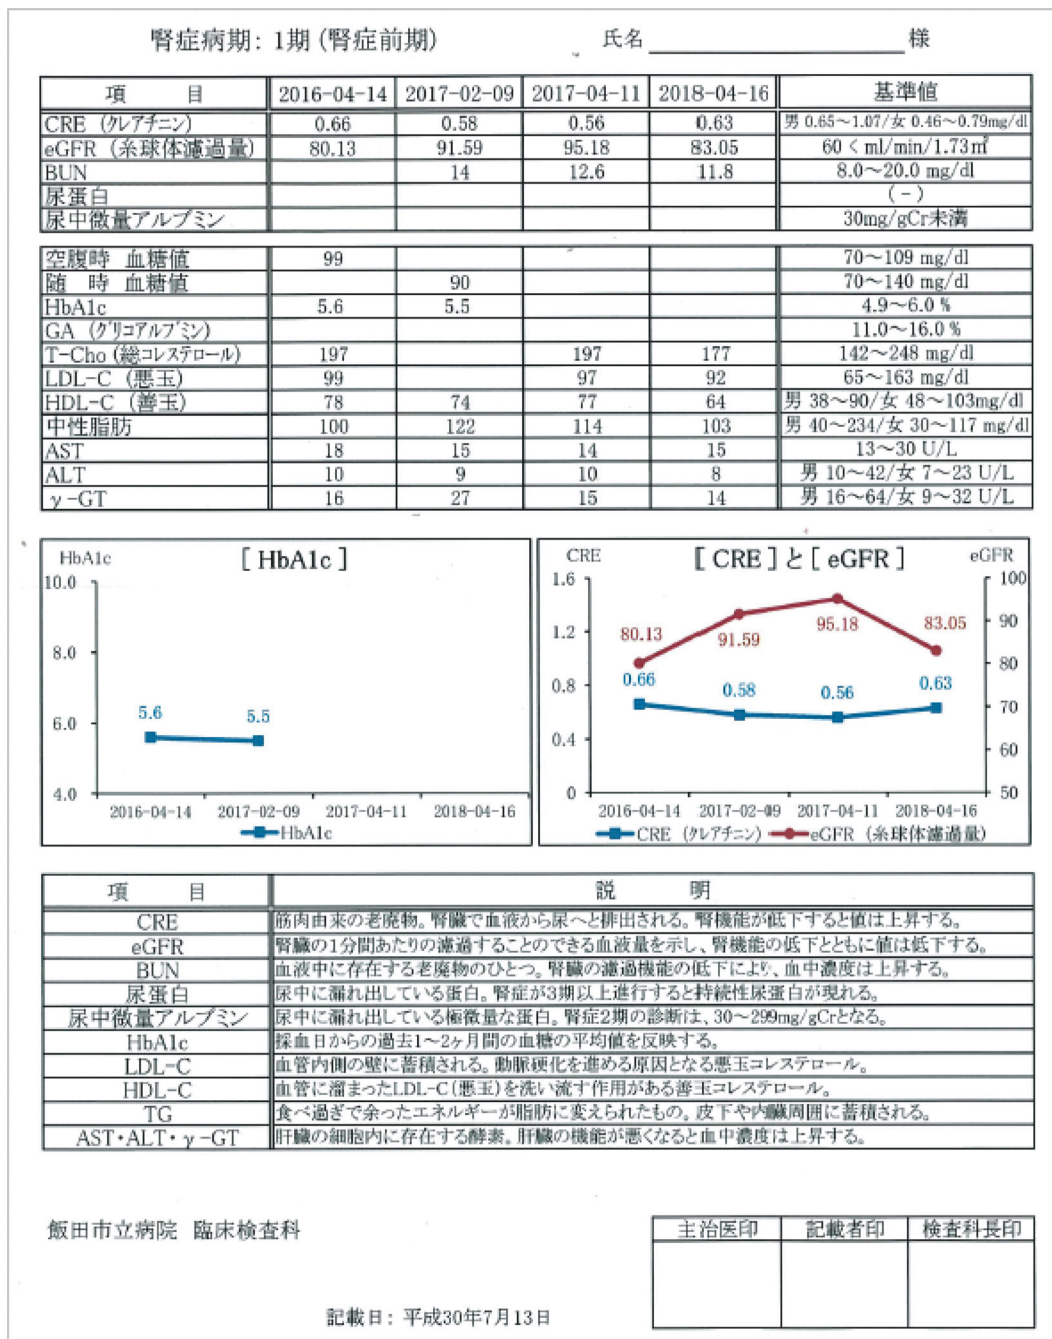 腎症病期: 1期 (腎症前期) 氏名 様
項 目 2016-04-14 2017-02-09 2017-04-11 2018-04-16 基準値
CRE (クレアチニン) 0.66 0.58 0.56 0.63 男 0.65～1.07/女 0.46～0.79mg/dl
eGFR (糸球体濾過量) 80.13 91.59 95.18 83.05 60 < ml/min/1.73㎡
BUN 14 12.6 11.8 8.0～20.0 mg/dl
尿蛋白 (-)
尿中微量アルブミン 30mg/gCr未満
空腹時 血糖値 99 70～109 mg/dl
随 時 血糖値 90 70～140 mg/dl
HbA1c 5.6 5.5 4.9～6.0 %
GA (グリコアルブミン) 11.0～16.0 %
T-Cho (総コレステロール) 197 197 177 142～248 mg/dl
LDL-C (悪玉) 99 97 92 65～163 mg/dl
HDL-C (善玉) 78 74 77 64 男 38～90/女 48～103mg/dl
中性脂肪 100 122 114 103 男 40～234/女 30～117 mg/dl
AST 18 15 14 15 13～30 U/L
ALT 10 9 10 8 男 10～42/女 7～23 U/L
γ-GT 16 27 15 14 男 16～64/女 9～32 U/L
HbA1c [ HbA1c ]
10.0
8.0
6.0
4.0
5.6 5.5
2016-04-14 2017-02-09 2017-04-11 2018-04-16
HbA1c
CRE [ CRE ] と [ eGFR ] eGFR
1.6
1.2
0.8
0.4
0
100
90
80
70
60
50
80.13 91.59 95.18 83.05
0.66 0.58 0.56 0.63
2016-04-14 2017-02-09 2017-04-11 2018-04-16
CRE (クレアチニン) eGFR (糸球体濾過量)
項 目 説 明
CRE 筋肉由来の老廃物。腎臓で血液から尿へと排出される。腎機能が低下すると値は上昇する。
eGFR 腎臓の1分間あたりの濾過することのできる血液量を示し、腎機能の低下とともに値は低下する。
BUN 血液中に存在する老廃物のひとつ。腎臓の濾過機能の低下により、血中濃度は上昇する。
尿蛋白 尿中に漏れ出している蛋白。腎症が3期以上進行すると持続性尿蛋白が現れる。
尿中微量アルブミン 尿中に漏れ出している極微量な蛋白。腎症2期の診断は、30～299mg/gCrとなる。
HbA1c 採血日からの過去1～2ヶ月間の血糖の平均値を反映する。
LDL-C 血管内側の壁に蓄積される。動脈硬化を進める原因となる悪玉コレステロール。
HDL-C 血管に溜まったLDL-C(悪玉)を洗い流す作用がある善玉コレステロール。
TG 食べ過ぎで余ったエネルギーが脂肪に変えられたもの。皮下や内臓周囲に蓄積される。
AST・ALT・γ-GT 肝臓の細胞内に存在する酵素。肝臓の機能が悪くなると血中濃度は上昇する。
飯田市立病院 臨床検査科
主治医印 記載者印 検査科長印
記載日: 平成30年7月13日